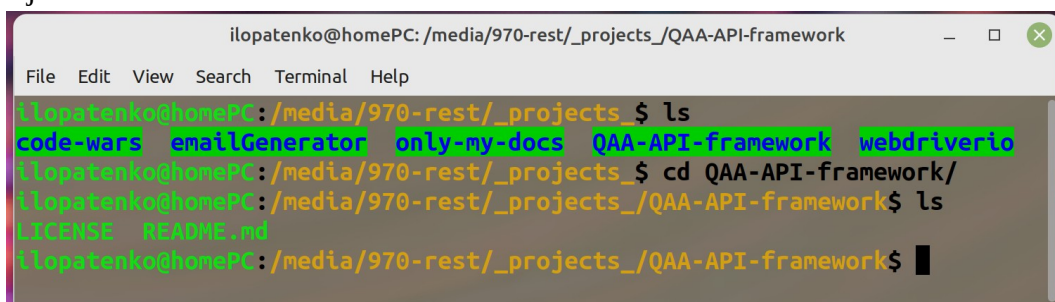 ilopatenko@homePC: /media/970-rest/_projects_/QAA-API-framework
File Edit View Search Terminal Help
ilopatenko@homePC:/media/970-rest/_projects_$ ls
code-wars emailGenerator only-my-docs QAA-API-framework webdriverio
ilopatenko@homePC:/media/970-rest/_projects_$ cd QAA-API-framework/
ilopatenko@homePC:/media/970-rest/_projects_/QAA-API-framework$ ls
LICENSE README.md
ilopatenko@homePC:/media/970-rest/_projects_/QAA-API-framework$